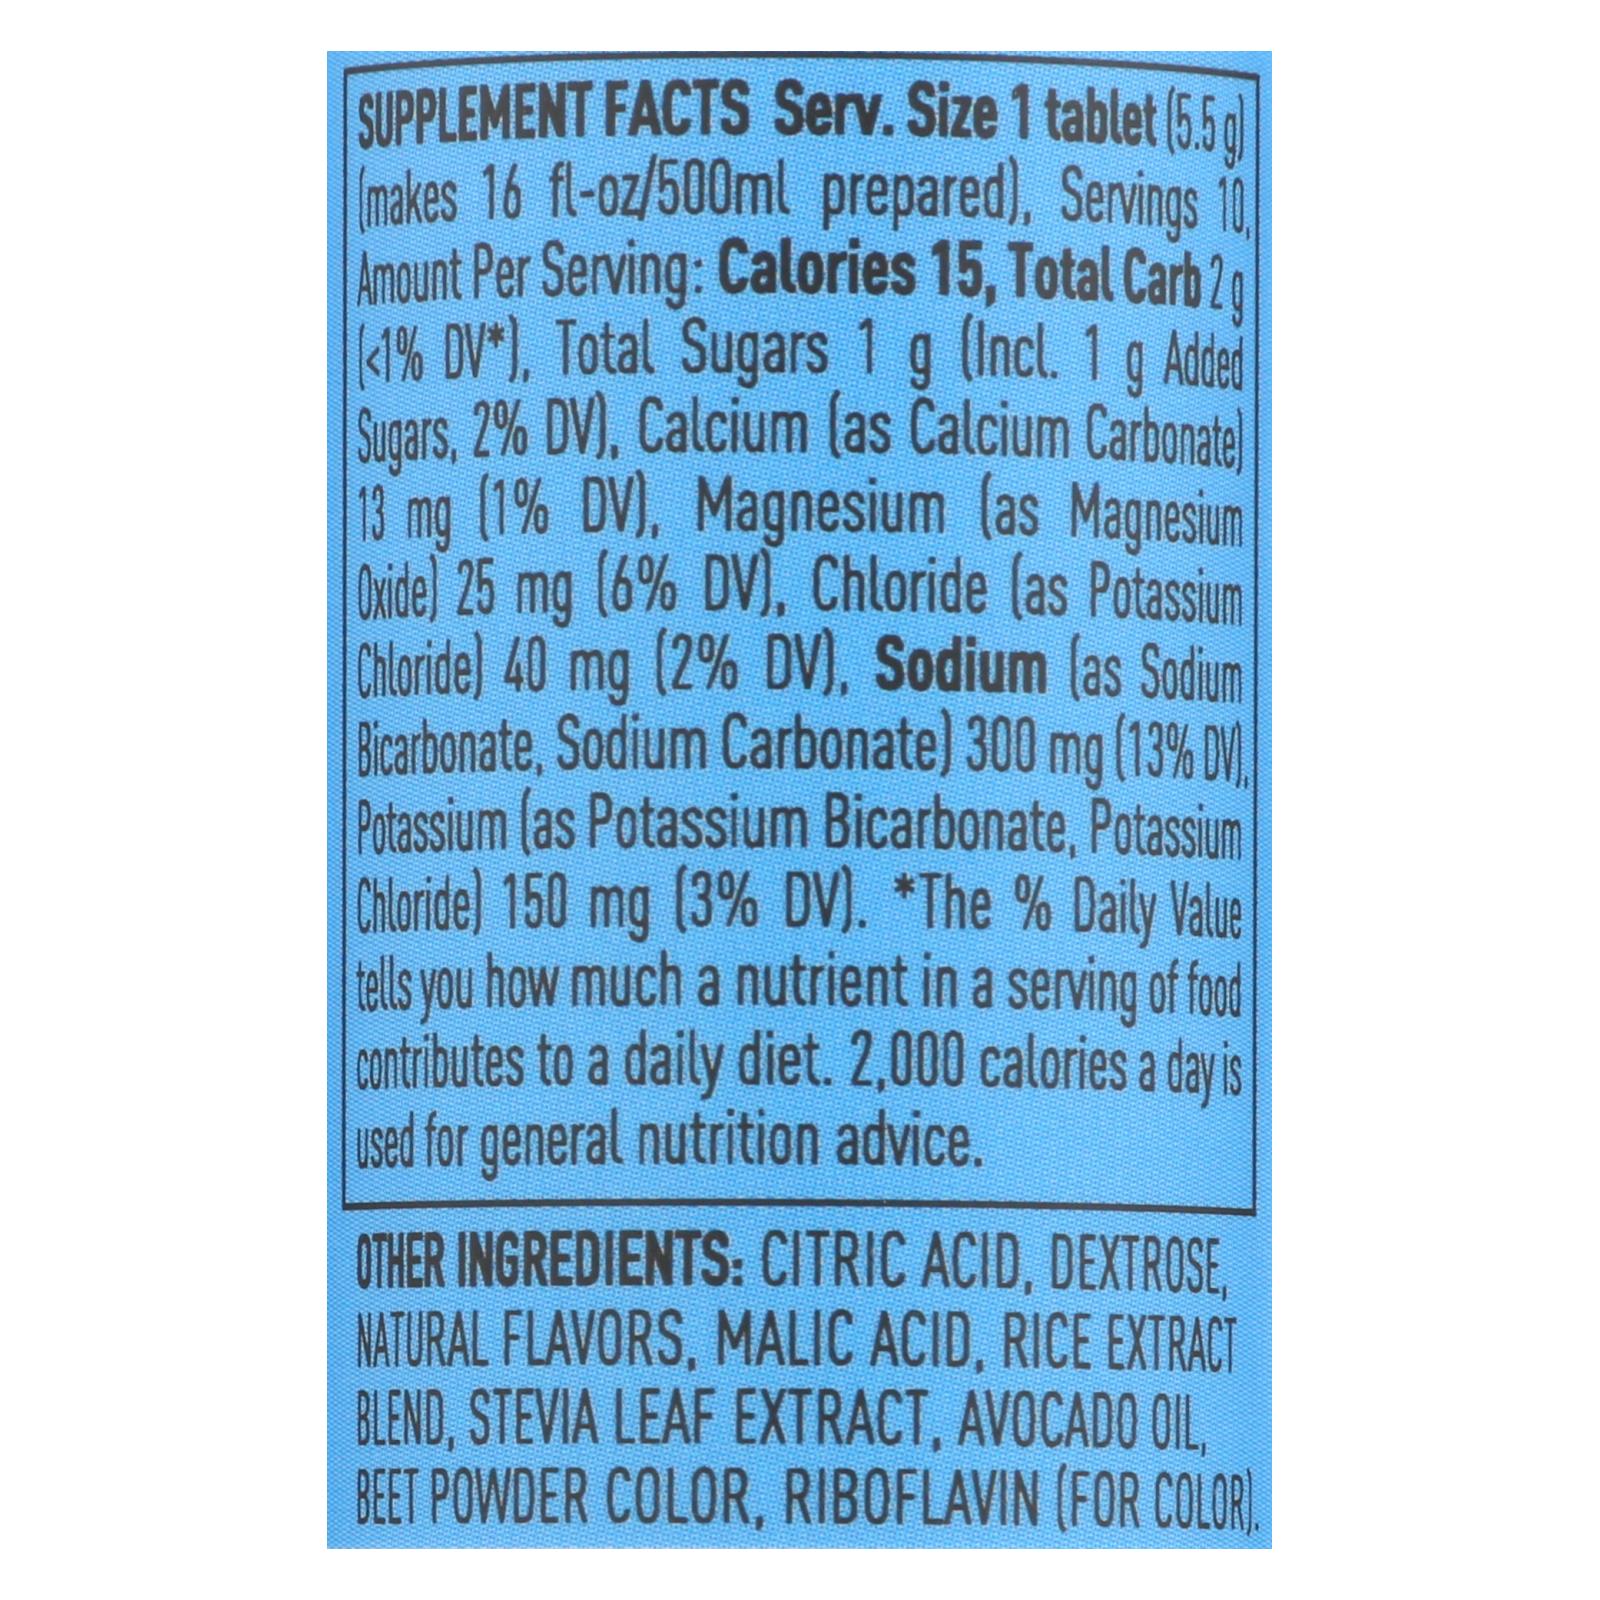 SUPPLEMENT FACTS Serv. Size 1 tablet (5.5 g)
(makes 16 fl-oz/500ml prepared), Servings 10,
Amount Per Serving: Calories 15, Total Carb 2 g
(<1% DV*), Total Sugars 1 g (Incl. 1 g Added
Sugars, 2% DV), Calcium (as Calcium Carbonate)
13 mg (1% DV), Magnesium (as Magnesium
Oxide) 25 mg (6% DV), Chloride (as Potassium
Chloride) 40 mg (2% DV), Sodium (as Sodium
Bicarbonate, Sodium Carbonate) 300 mg (13% DV),
Potassium (as Potassium Bicarbonate, Potassium
Chloride) 150 mg (3% DV). *The % Daily Value
tells you how much a nutrient in a serving of food
contributes to a daily diet. 2,000 calories a day is
used for general nutrition advice.
OTHER INGREDIENTS: CITRIC ACID, DEXTROSE,
NATURAL FLAVORS, MALIC ACID, RICE EXTRACT
BLEND, STEVIA LEAF EXTRACT, AVOCADO OIL,
BEET POWDER COLOR, RIBOFLAVIN (FOR COLOR).